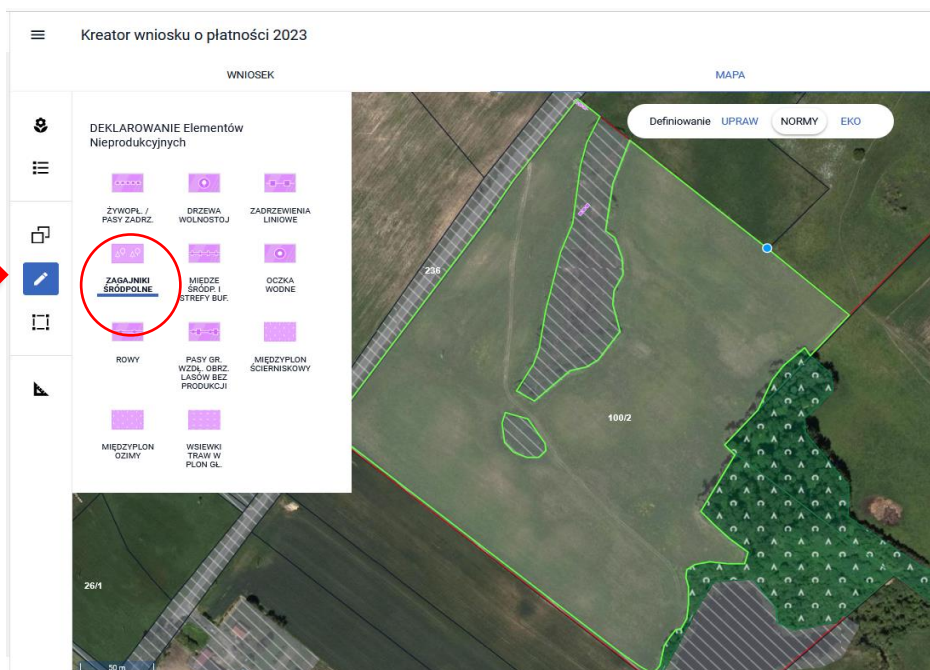 Kreator wniosku o płatności 2023
WNIOSEK
MAPA
DEKLAROWANIE Elementów
Nieprodukcyjnych
Definiowanie UPRAW NORMY EKO
ŻYWOPŁ. /
PASY ZADRZ.
DRZEWA
WOLNOSTOJ
ZADRZEWIENIA
LINIOWE
ZAGAJNIKI
ŚRÓDPOLNE
MIEDZE
ŚRÓDP. I
STREFY BUF.
OCZKA
WODNE
ROWY
PASY GR.
WZDŁ. OBRZ.
LASÓW BEZ
PRODUKCJI
MIĘDZYPLON
ŚCIERNISKOWY
MIĘDZYPLON
OZIMY
WSIEWKI
TRAW W
PLON GŁ.
236
100/2
26/1
50 m